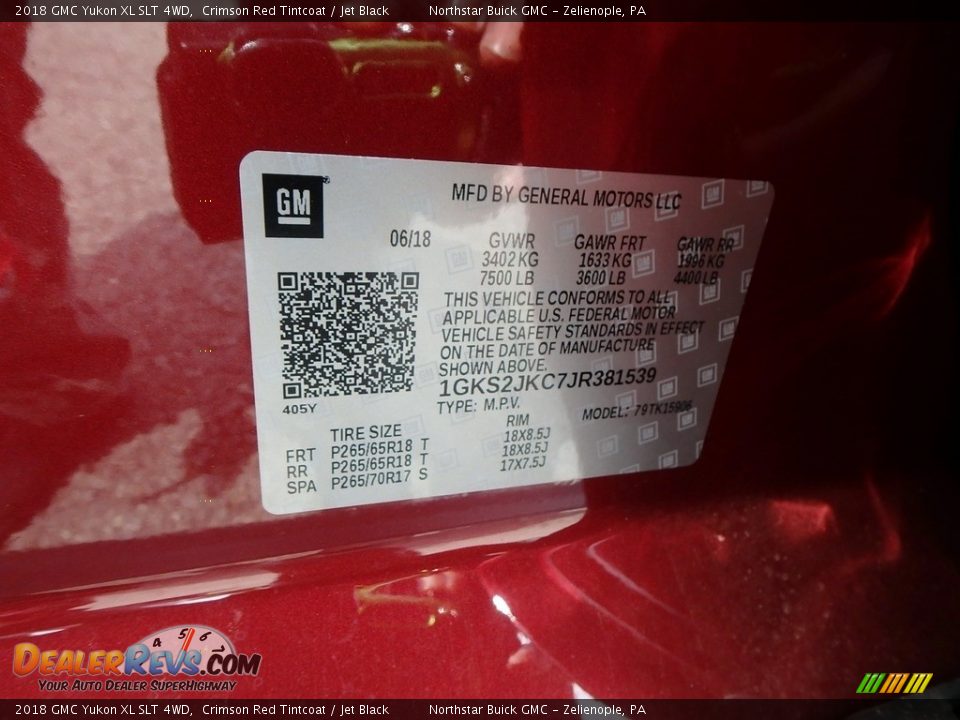 2018 GMC Yukon XL SLT 4WD, Crimson Red Tintcoat / Jet Black Northstar Buick GMC - Zelienople, PA
GM
MFD BY GENERAL MOTORS LLC
06/18 GVWR GAWR FRT GAWR RR
3402 KG 1633 KG 1996 KG
7500 LB 3600 LB 4400 LB
THIS VEHICLE CONFORMS TO ALL
APPLICABLE U.S. FEDERAL MOTOR
VEHICLE SAFETY STANDARDS IN EFFECT
ON THE DATE OF MANUFACTURE
SHOWN ABOVE.
1GKS2JKC7JR381539
405Y
TYPE: M.P.V. MODEL: 79TK15906
TIRE SIZE RIM
FRT P265/65R18 T 18X8.5J
RR P265/65R18 T 18X8.5J
SPA P265/70R17 S 17X7.5J
4 5 6
DEALERREVS.COM
YOUR AUTO DEALER SUPERHIGHWAY
2018 GMC Yukon XL SLT 4WD, Crimson Red Tintcoat / Jet Black Northstar Buick GMC - Zelienople, PA